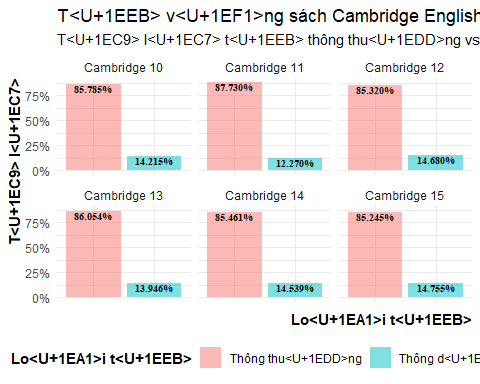 T<U+1EEB> v<U+1EF1>ng sách Cambridge English
T<U+1EC9> l<U+1EC7> t<U+1EEB> thông thu<U+1EDD>ng vs
Cambridge 10
Cambridge 11
Cambridge 12
85.785%
14.215%
87.730%
12.270%
85.320%
14.680%
75%
50%
25%
0%
Cambridge 13
Cambridge 14
Cambridge 15
86.054%
13.946%
85.461%
14.539%
85.245%
14.755%
75%
50%
25%
0%
T<U+1EC9> l<U+1EC7>
Lo<U+1EA1>i t<U+1EEB>
Lo<U+1EA1>i t<U+1EEB>
Thông thu<U+1EDD>ng
Thông d<U+1EE